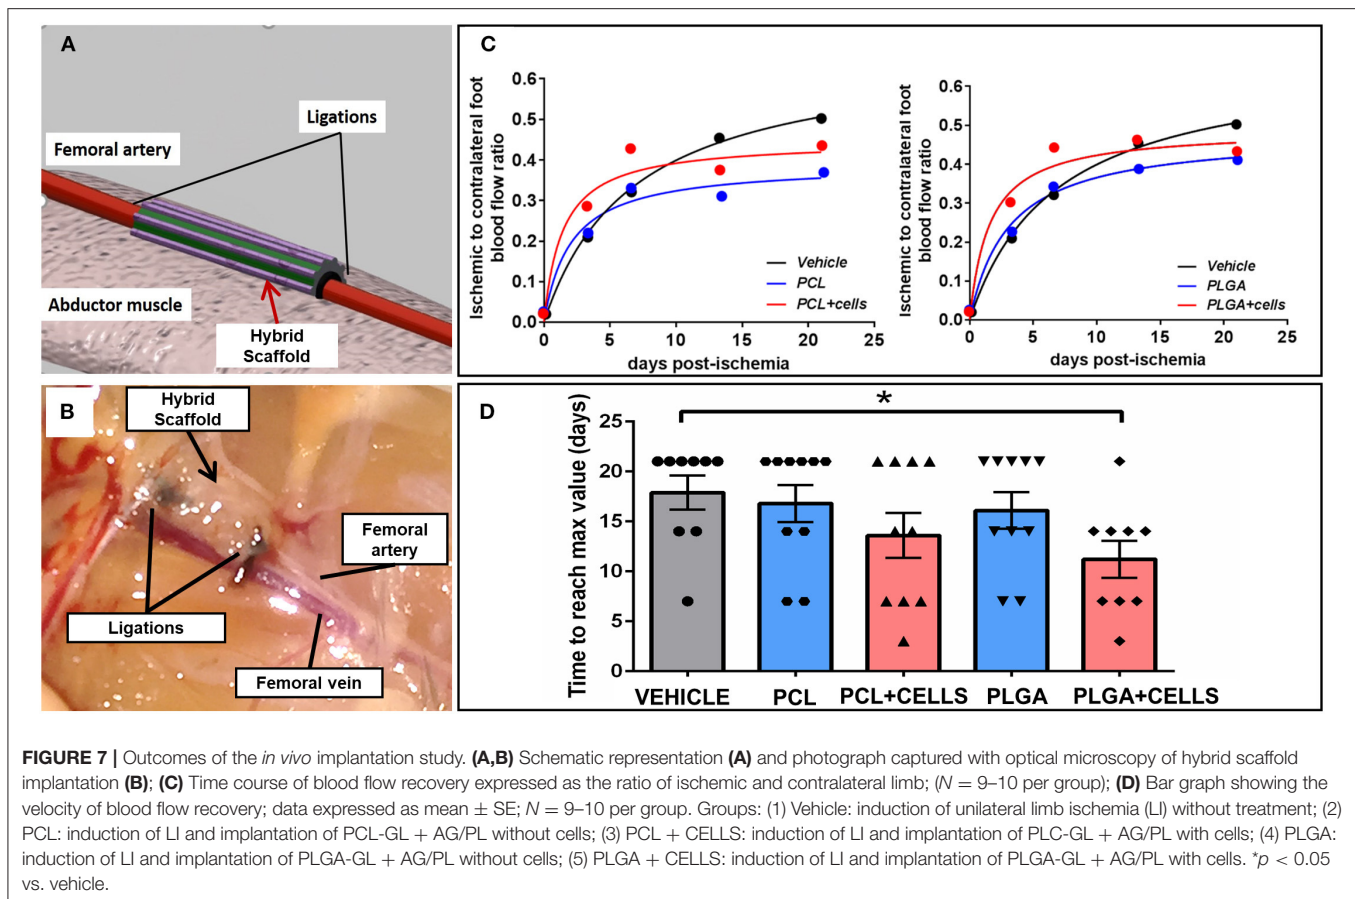 A
Ligations
Femoral artery
Abductor muscle
Hybrid
Scaffold
B
Hybrid
Scaffold
Femoral
artery
Ligations
Femoral vein
C
Ischemic to contralateral foot
blood flow ratio
0.6
0.5
0.4
0.3
0.2
0.1
0.0
Vehicle
PCL
PCL+cells
0 5 10 15 20 25
days post-ischemia
Ischemic to contralateral foot
blood flow ratio
0.6
0.5
0.4
0.3
0.2
0.1
0.0
Vehicle
PLGA
PLGA+cells
0 5 10 15 20 25
days post-ischemia
D
Time to reach max value (days)
25
20
15
10
5
0
*
VEHICLE PCL PCL+CELLS PLGA PLGA+CELLS
FIGURE 7 | Outcomes of the in vivo implantation study. (A,B) Schematic representation (A) and photograph captured with optical microscopy of hybrid scaffold
implantation (B); (C) Time course of blood flow recovery expressed as the ratio of ischemic and contralateral limb; (N = 9–10 per group); (D) Bar graph showing the
velocity of blood flow recovery; data expressed as mean ± SE; N = 9–10 per group. Groups: (1) Vehicle: induction of unilateral limb ischemia (LI) without treatment; (2)
PCL: induction of LI and implantation of PCL-GL + AG/PL without cells; (3) PCL + CELLS: induction of LI and implantation of PLC-GL + AG/PL with cells; (4) PLGA:
induction of LI and implantation of PLGA-GL + AG/PL without cells; (5) PLGA + CELLS: induction of LI and implantation of PLGA-GL + AG/PL with cells. *p < 0.05
vs. vehicle.